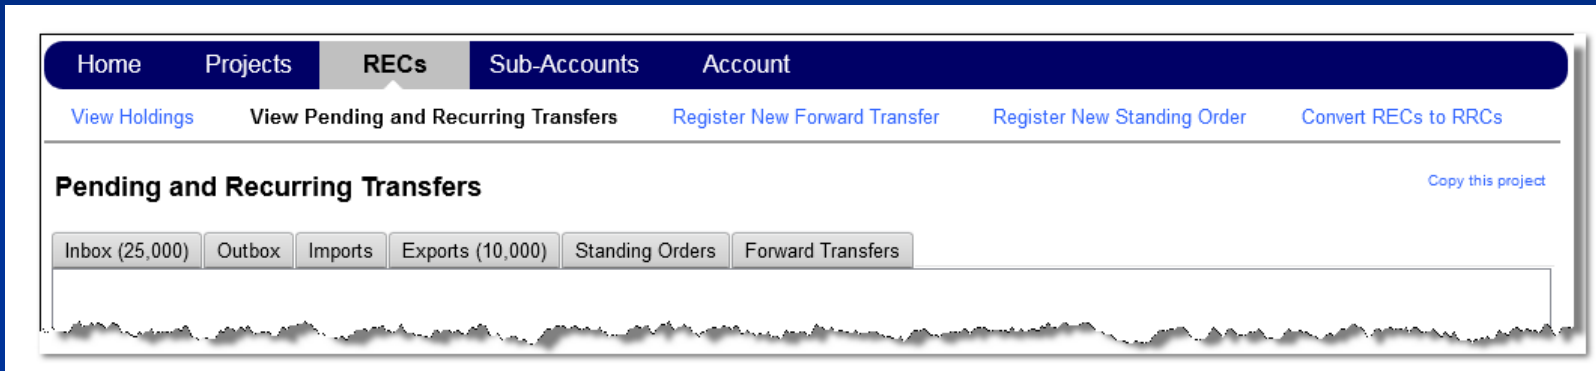 Home Projects RECs Sub-Accounts Account
View Holdings View Pending and Recurring Transfers Register New Forward Transfer Register New Standing Order Convert RECs to RRCs
Pending and Recurring Transfers Copy this project
Inbox (25,000) Outbox Imports Exports (10,000) Standing Orders Forward Transfers